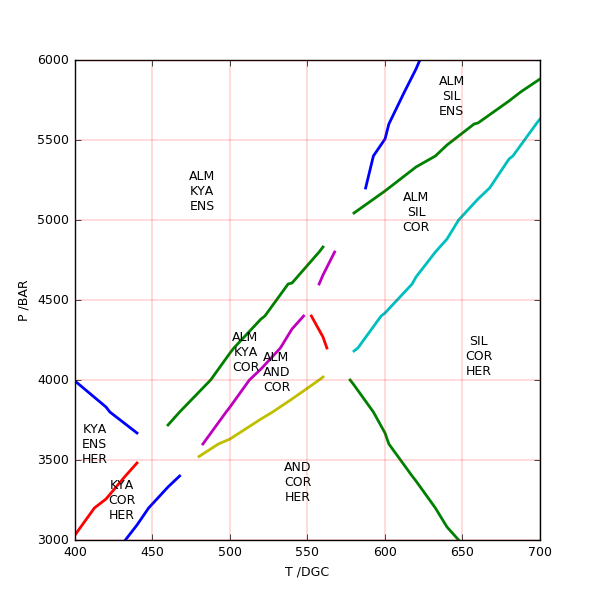 6000
5500
5000
4500
4000
3500
3000
P /BAR
ALM
SIL
ENS
ALM
KYA
ENS
ALM
SIL
COR
ALM
KYA
COR
ALM
AND
COR
SIL
COR
HER
KYA
ENS
HER
KYA
COR
HER
AND
COR
HER
400 450 500 550 600 650 700
T /DGC